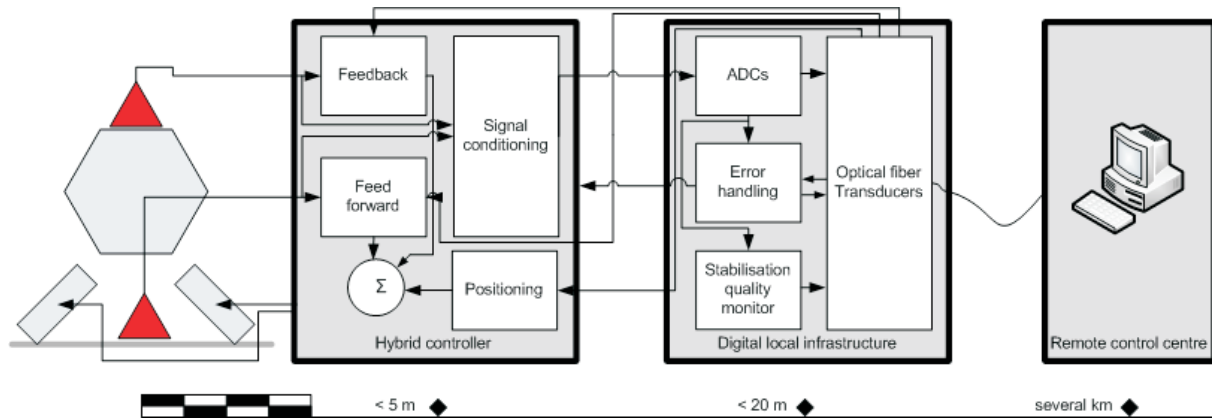 Feedback
Signal
conditioning
Feed
forward
Σ
Positioning
Hybrid controller
ADCs
Error
handling
Stabilisation
quality
monitor
Optical fiber
Transducers
Digital local infrastructure
Remote control centre
< 5 m
< 20 m
several km